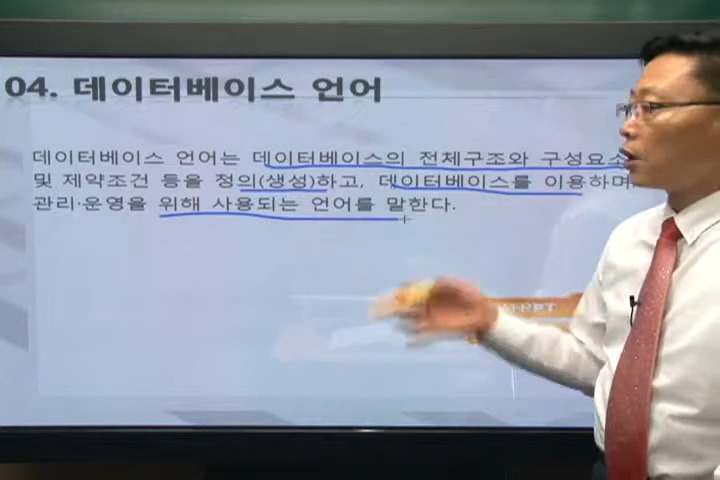 04. 데이터베이스 언어
데이터베이스 언어는 데이터베이스의 전체구조와 구성요소
및 제약조건 등을 정의(생성)하고, 데이터베이스를 이용하며
관리·운영을 위해 사용되는 언어를 말한다.